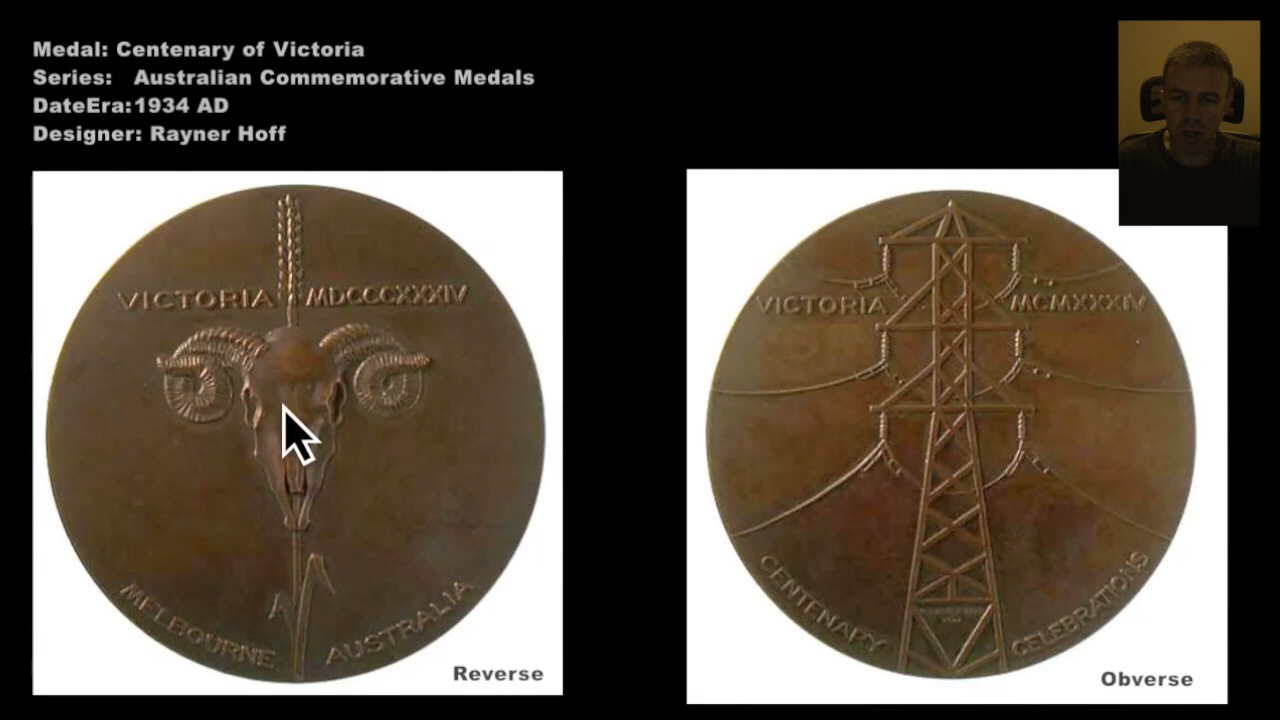 Medal: Centenary of Victoria
Series: Australian Commemorative Medals
DateEra:1934 AD
Designer: Rayner Hoff
VICTORIA MDCCCXXXIV
MELBOURNE AUSTRALIA
Reverse
VICTORIA MCMXXXIV
CENTENARY CELEBRATIONS
Obverse